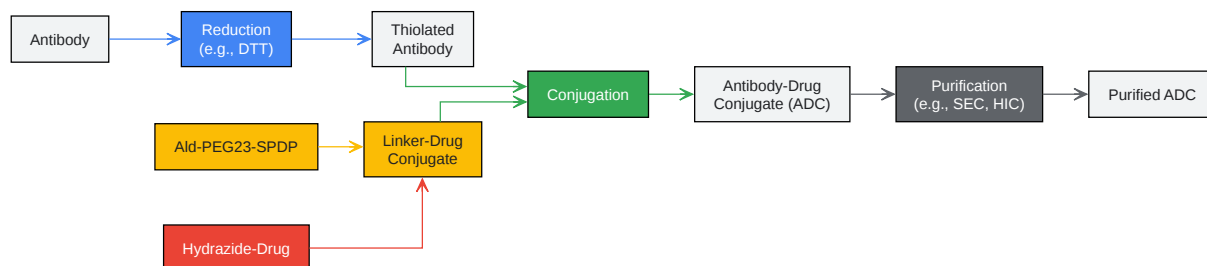 Antibody
Reduction
(e.g., DTT)
Thiolated
Antibody
Conjugation
Antibody-Drug
Conjugate (ADC)
Purification
(e.g., SEC, HIC)
Purified ADC
Ald-PEG23-SPDP
Linker-Drug
Conjugate
Hydrazide-Drug